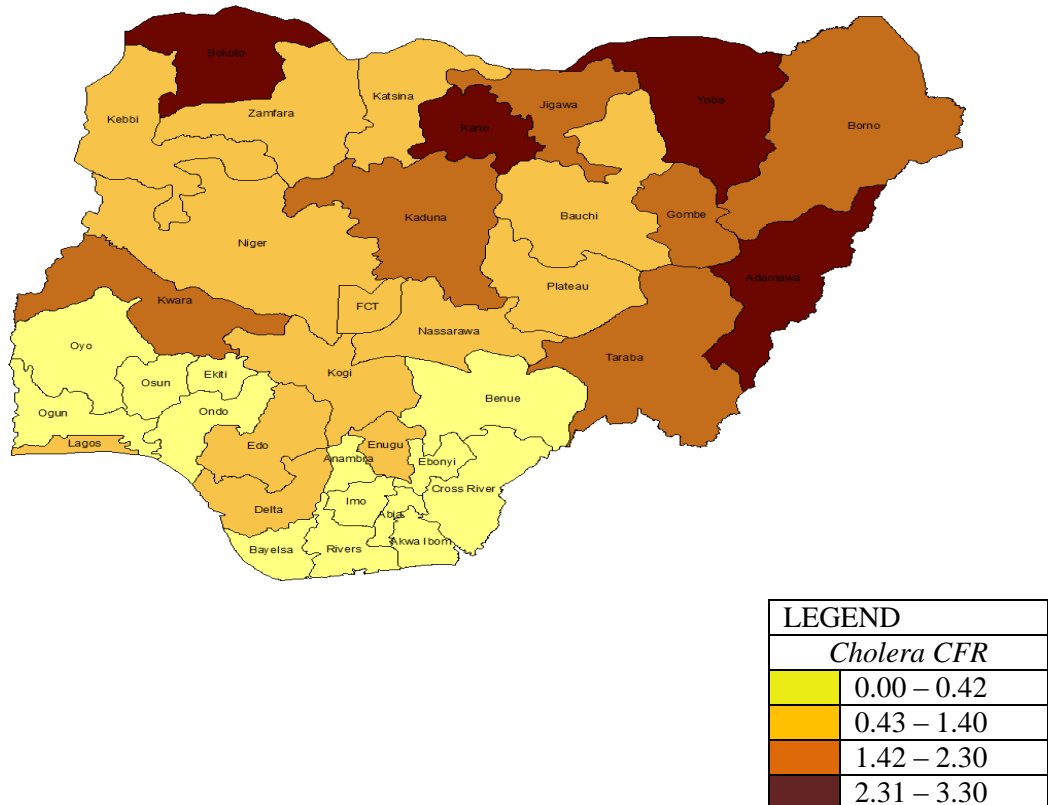 Sokoto
Kebbi
Zamfara
Katsina
Kano
Jigawa
Yobe
Borno
Kaduna
Bauchi
Gombe
Niger
Adamawa
Plateau
FCT
Kwara
Nassarawa
Taraba
Oyo
Kogi
Osun
Ekiti
Benue
Ogun
Ondo
Lagos
Edo
Enugu
Anambra
Ebonyi
Cross River
Imo
Delta
Abia
Akwa Ibom
Bayelsa
Rivers
LEGEND
Cholera CFR
0.00 – 0.42
0.43 – 1.40
1.42 – 2.30
2.31 – 3.30